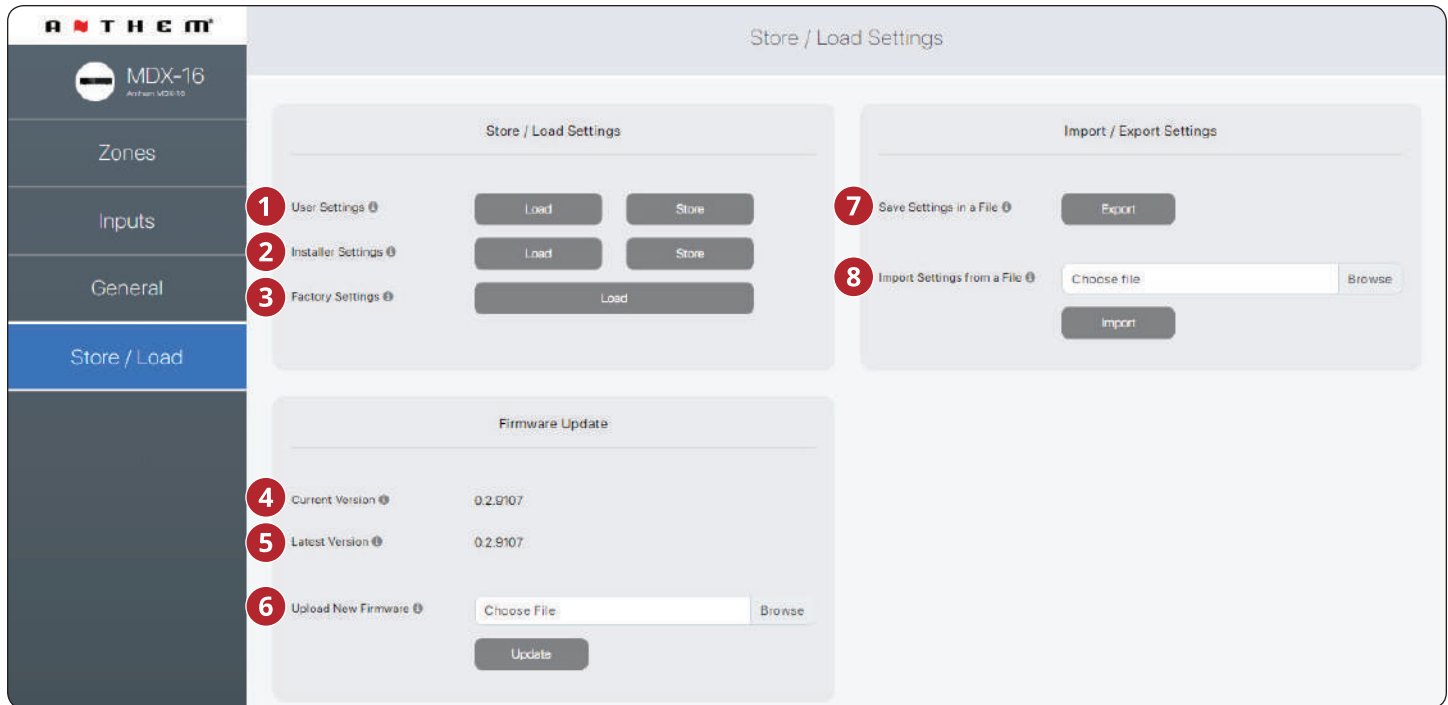 ANTHEM
MDX-16
Anthem MDX-16
Zones
Inputs
General
Store / Load
Store / Load Settings
Store / Load Settings
1 User Settings Load Store
2 Installer Settings Load Store
3 Factory Settings Load
Import / Export Settings
7 Save Settings in a File Export
8 Import Settings from a File Choose file Browse
Import
Firmware Update
4 Current Version 0.2.9107
5 Latest Version 0.2.9107
6 Upload New Firmware Choose File Browse
Update